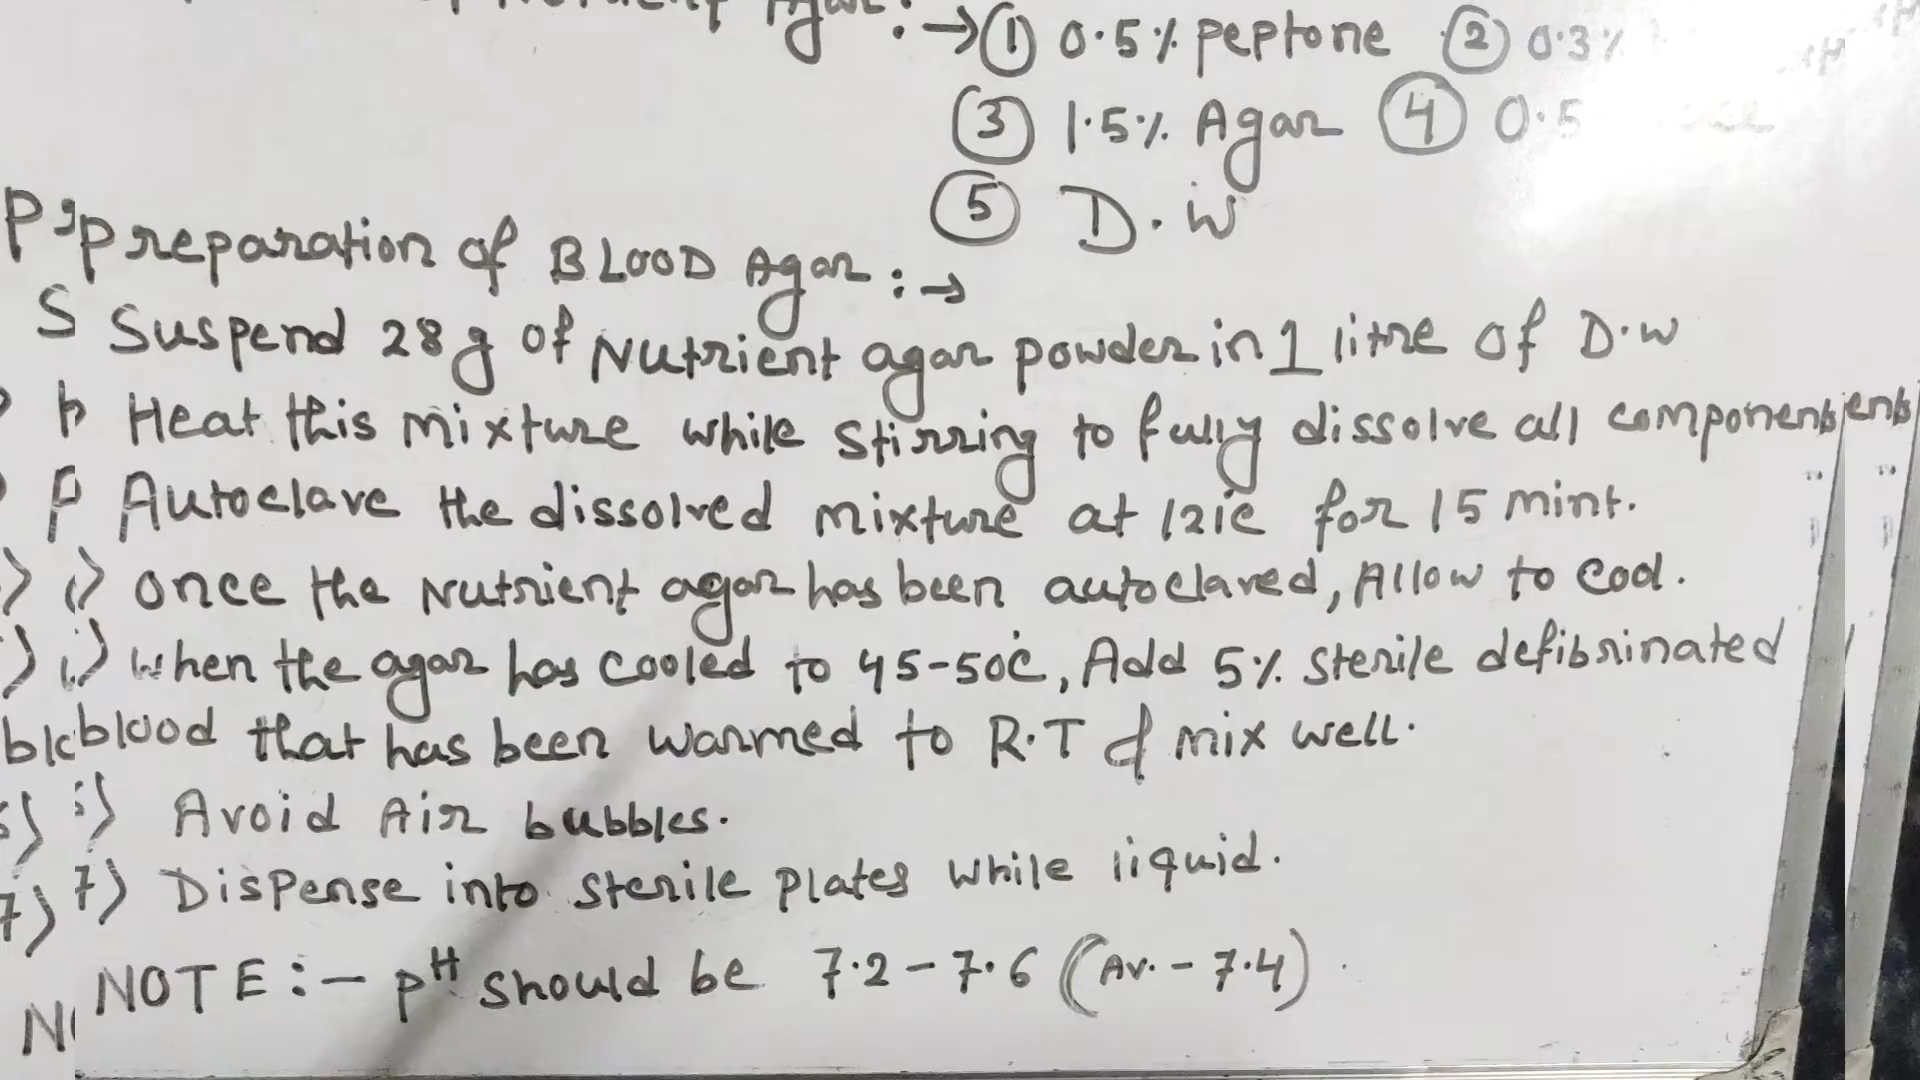 Agar :→ ① 0.5% peptone ② 0.3%
③ 1.5% Agar ④ 0.5
⑤ D.W
Preparation of BLOOD Agar :→
Suspend 28g of Nutrient agar powder in 1 litre of D.W
Heat this mixture while stirring to fully dissolve all components
Autoclave the dissolved mixture at 121°C for 15 mint.
once the Nutrient agar has been autoclaved, Allow to cool.
when the agar has cooled to 45-50°C, Add 5% sterile defibrinated
blood that has been warmed to R.T & mix well.
Avoid Air bubbles.
7) Dispense into sterile plates while liquid.
NOTE :- pH should be 7.2-7.6 (Av. - 7.4)